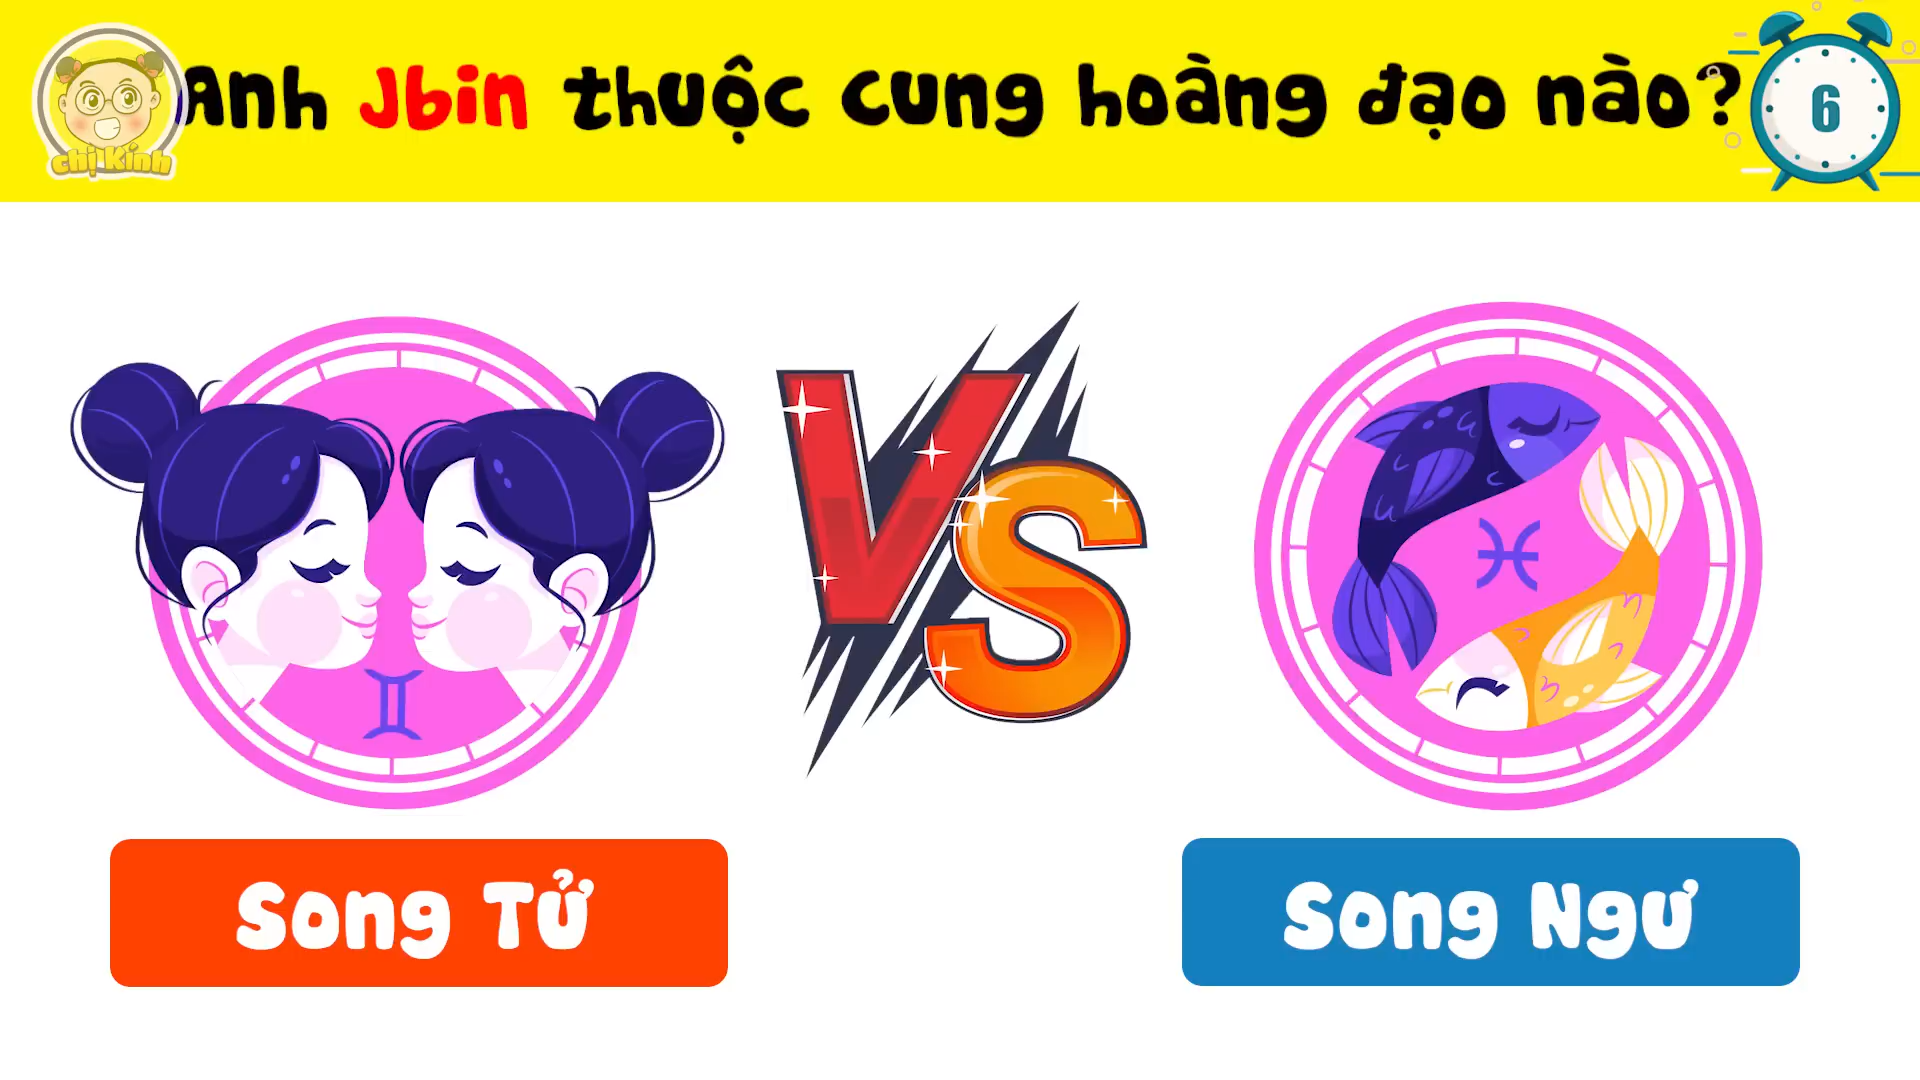 Anh Jbin thuộc cung hoàng đạo nào?
6
chị Kính
VS
Song Tử
Song Ngư